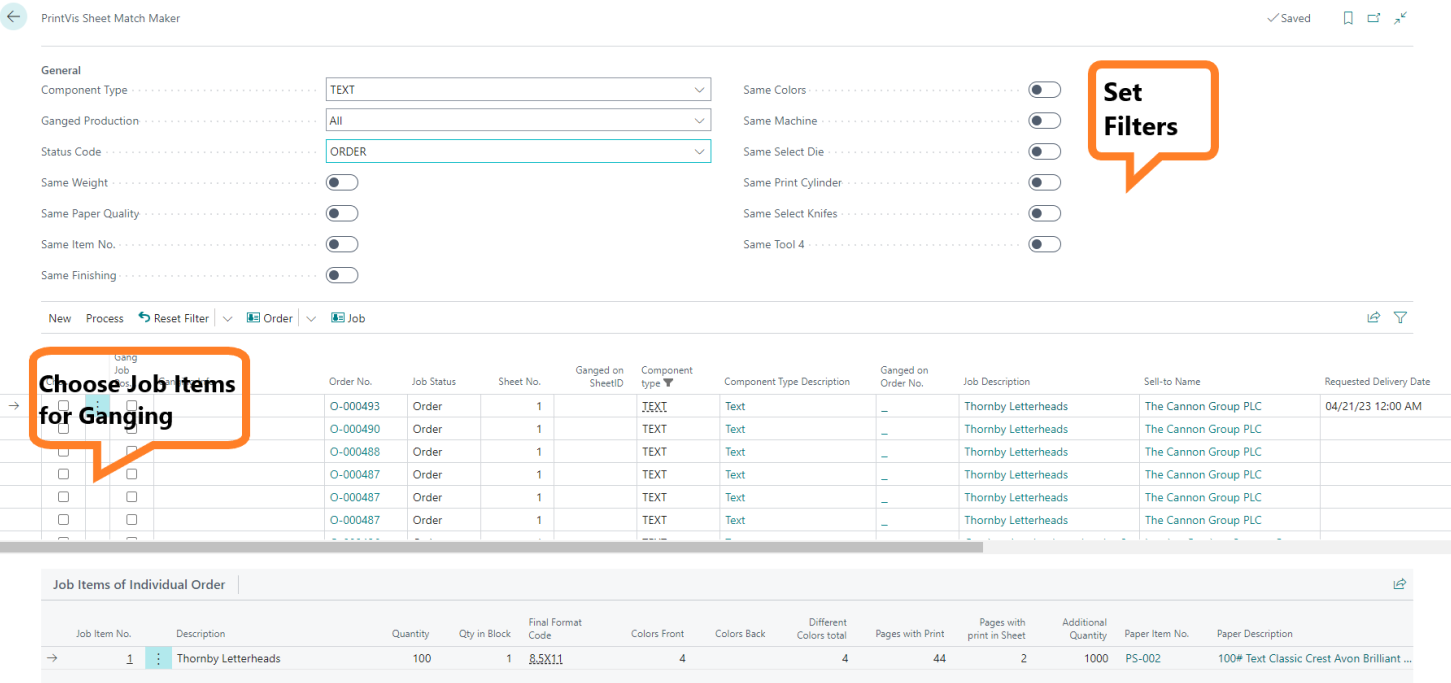 PrintVis Sheet Match Maker
Saved
General
Component Type
TEXT
Same Colors
Ganged Production
All
Same Machine
Status Code
ORDER
Same Select Die
Same Weight
Same Print Cylinder
Same Paper Quality
Same Select Knifes
Same Item No.
Same Tool 4
Same Finishing
Set
Filters
New Process Reset Filter Order Job
Choose Job Items
for Ganging
Gang
Job
Order No. Job Status Sheet No. Ganged on SheetID Component type Component Type Description Ganged on Order No. Job Description Sell-to Name Requested Delivery Date
O-000493 Order 1 TEXT Text _ Thornby Letterheads The Cannon Group PLC 04/21/23 12:00 AM
O-000490 Order 1 TEXT Text _ Thornby Letterheads The Cannon Group PLC
O-000488 Order 1 TEXT Text _ Thornby Letterheads The Cannon Group PLC
O-000487 Order 1 TEXT Text _ Thornby Letterheads The Cannon Group PLC
O-000487 Order 1 TEXT Text _ Thornby Letterheads The Cannon Group PLC
O-000487 Order 1 TEXT Text _ Thornby Letterheads The Cannon Group PLC
Job Items of Individual Order
Job Item No. Description Quantity Qty in Block Final Format Code Colors Front Colors Back Different Colors total Pages with Print Pages with print in Sheet Additional Quantity Paper Item No. Paper Description
1 Thornby Letterheads 100 1 8.5X11 4 4 44 2 1000 PS-002 100# Text Classic Crest Avon Brilliant ...